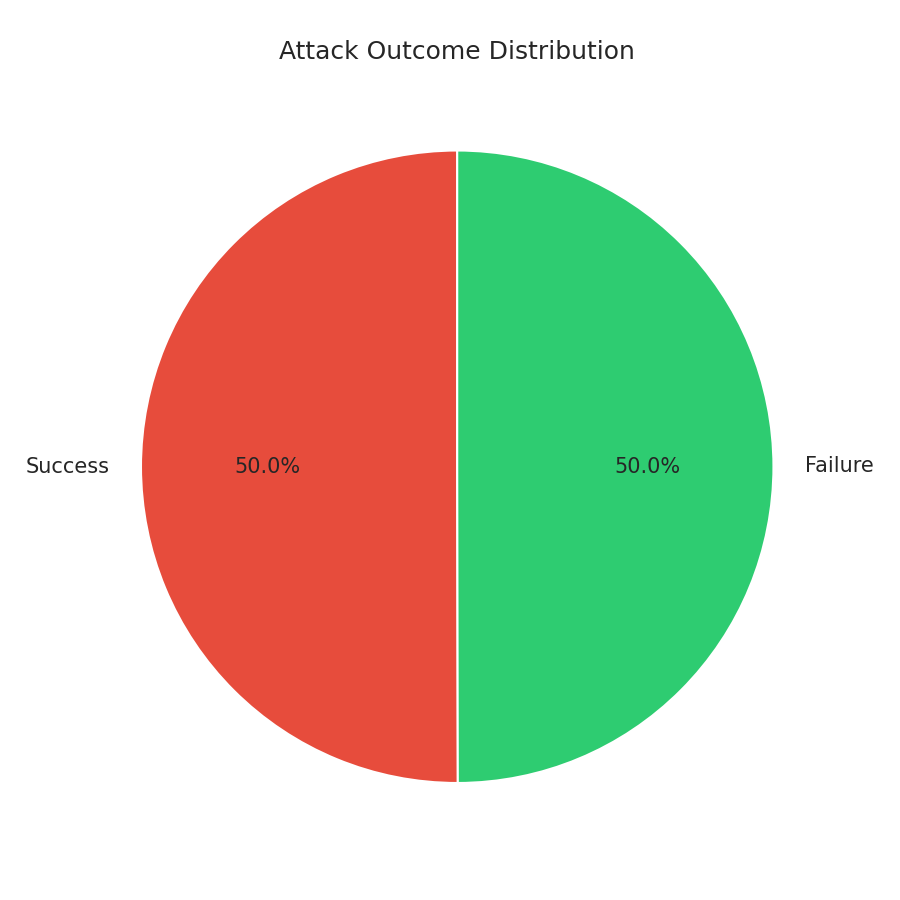 Attack Outcome Distribution
Success
50.0%
50.0%
Failure